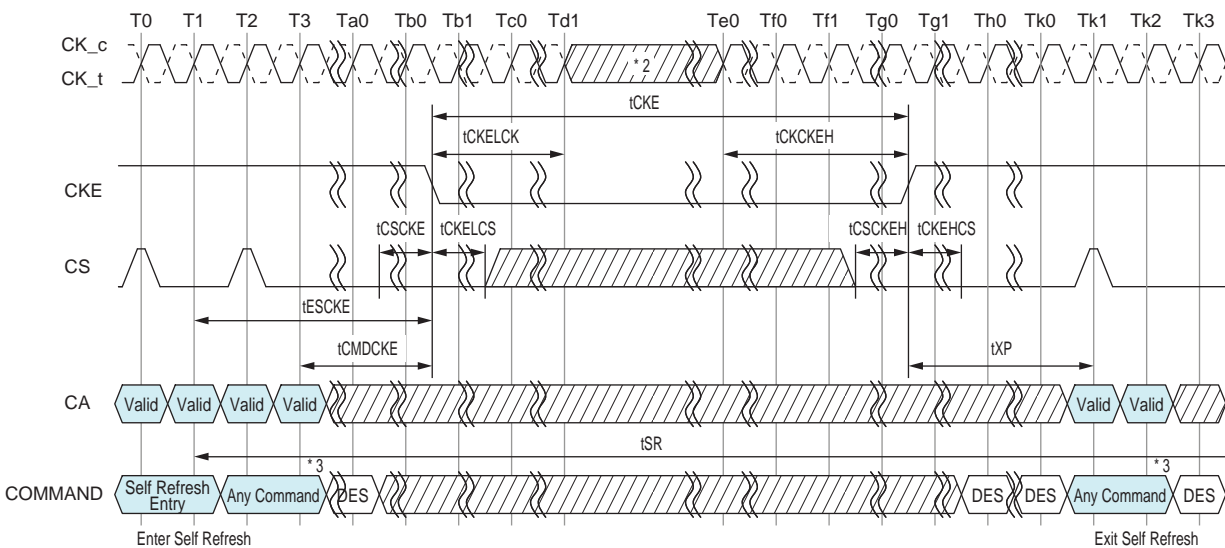 T0 T1 T2 T3 Ta0 Tb0 Tb1 Tc0 Td1 Te0 Tf0 Tf1 Tg0 Tg1 Th0 Tk0 Tk1 Tk2 Tk3
CK_c
CK_t
* 2
tCKE
tCKELCK tCKCKEH
CKE
tCSCKE tCKELCS tCSCKEH tCKEHCS
CS
tESCKE
tCMDCKE tXP
CA Valid Valid Valid Valid Valid Valid
tSR
* 3 * 3
COMMAND Self Refresh Entry Any Command DES DES DES Any Command DES
Enter Self Refresh Exit Self Refresh